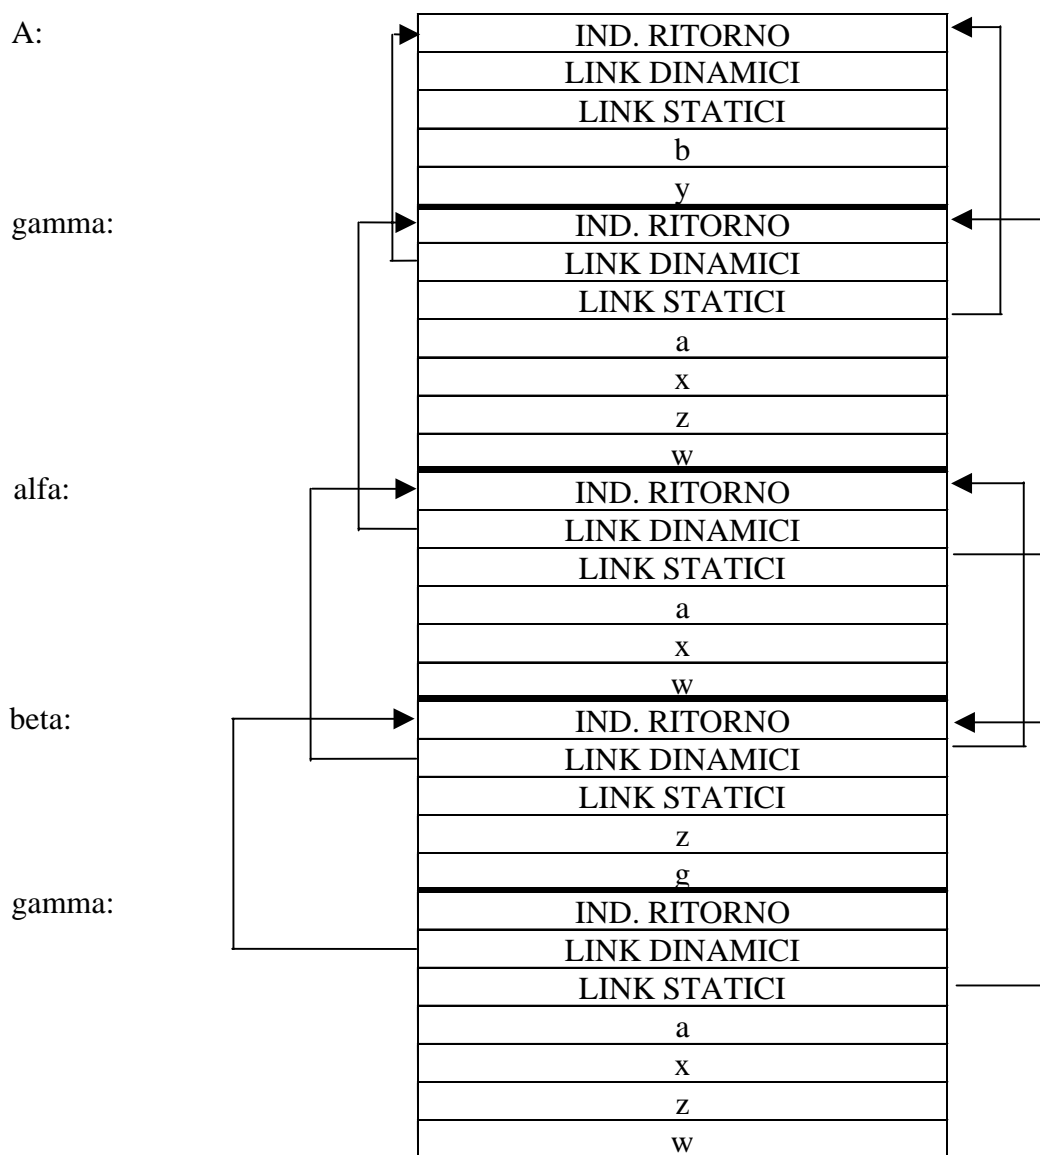 A:
IND. RITORNO
LINK DINAMICI
LINK STATICI
b
y
gamma:
IND. RITORNO
LINK DINAMICI
LINK STATICI
a
x
z
w
alfa:
IND. RITORNO
LINK DINAMICI
LINK STATICI
a
x
w
beta:
IND. RITORNO
LINK DINAMICI
LINK STATICI
z
g
gamma:
IND. RITORNO
LINK DINAMICI
LINK STATICI
a
x
z
w